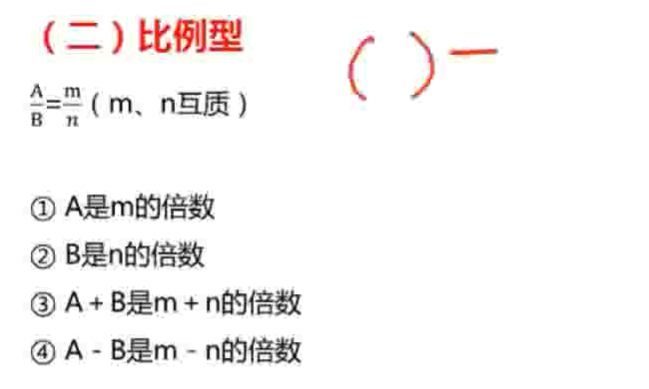 （二）比例型
( ) 一
A/B=m/n（m、n互质）
① A是m的倍数
② B是n的倍数
③ A + B是m + n的倍数
④ A - B是m - n的倍数